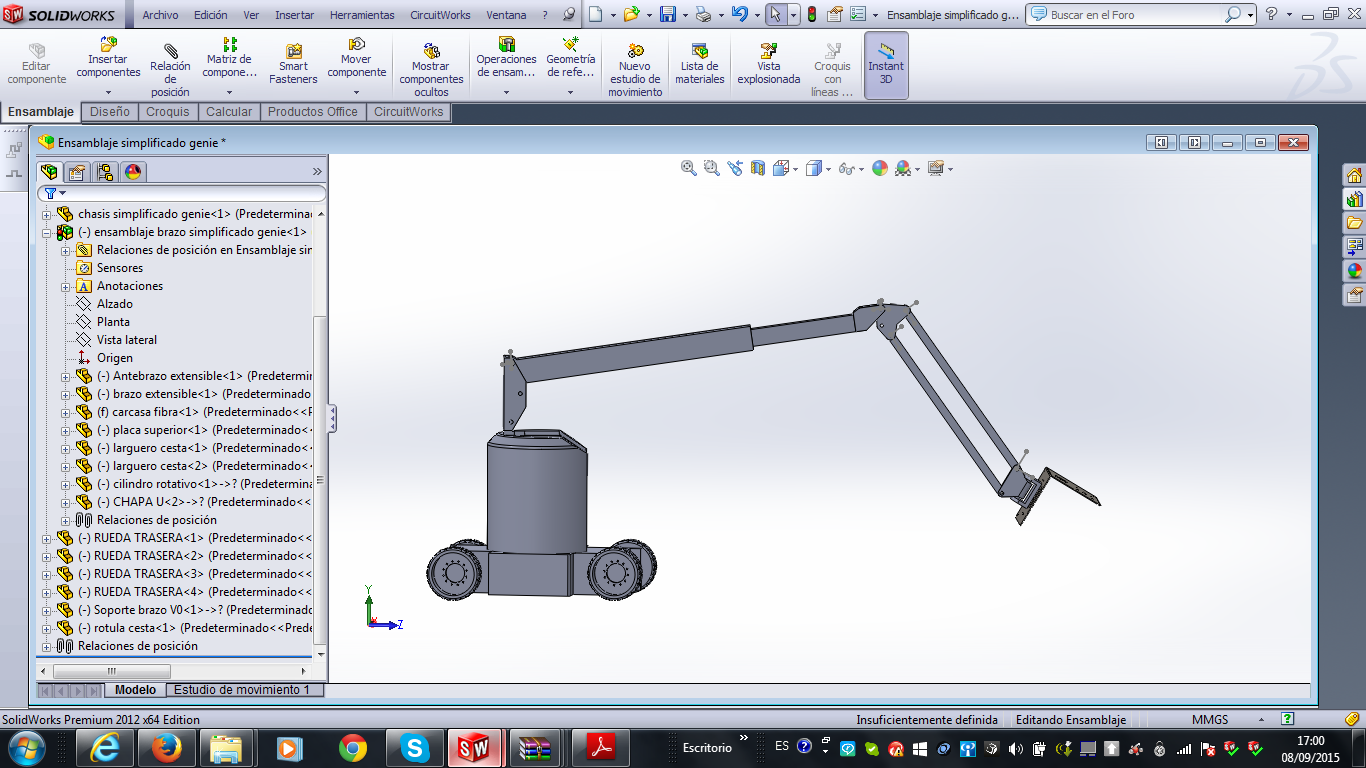 SOLIDWORKS Archivo Edición Ver Insertar Herramientas CircuitWorks Ventana ? Ensamblaje simplificado g... Buscar en el Foro ?
Editar componente
Insertar componentes
Relación de posición
Matriz de compone...
Smart Fasteners
Mover componente
Mostrar componentes ocultos
Operaciones de ensam...
Geometría de refe...
Nuevo estudio de movimiento
Lista de materiales
Vista explosionada
Croquis con líneas ...
Instant 3D
Ensamblaje Diseño Croquis Calcular Productos Office CircuitWorks
Ensamblaje simplificado genie *
chasis simplificado genie<1> (Predeterminad
(-) ensamblaje brazo simplificado genie<1>
Relaciones de posición en Ensamblaje sim
Sensores
Anotaciones
Alzado
Planta
Vista lateral
Origen
(-) Antebrazo extensible<1> (Predetermin
(-) brazo extensible<1> (Predeterminado
(f) carcasa fibra<1> (Predeterminado<<P
(-) placa superior<1> (Predeterminado<<
(-) larguero cesta<1> (Predeterminado<<
(-) larguero cesta<2> (Predeterminado<<
(-) cilindro rotativo<1>->? (Predetermina
(-) CHAPA U<2>->? (Predeterminado<<
Relaciones de posición
(-) RUEDA TRASERA<1> (Predeterminado<<
(-) RUEDA TRASERA<2> (Predeterminado<<
(-) RUEDA TRASERA<3> (Predeterminado<<
(-) RUEDA TRASERA<4> (Predeterminado<<
(-) Soporte brazo V0<1>->? (Predeterminado
(-) rotula cesta<1> (Predeterminado<<Prede
Relaciones de posición
Y
Z
Modelo Estudio de movimiento 1
SolidWorks Premium 2012 x64 Edition Insuficientemente definida Editando Ensamblaje MMGS
Escritorio » ES 17:00
08/09/2015